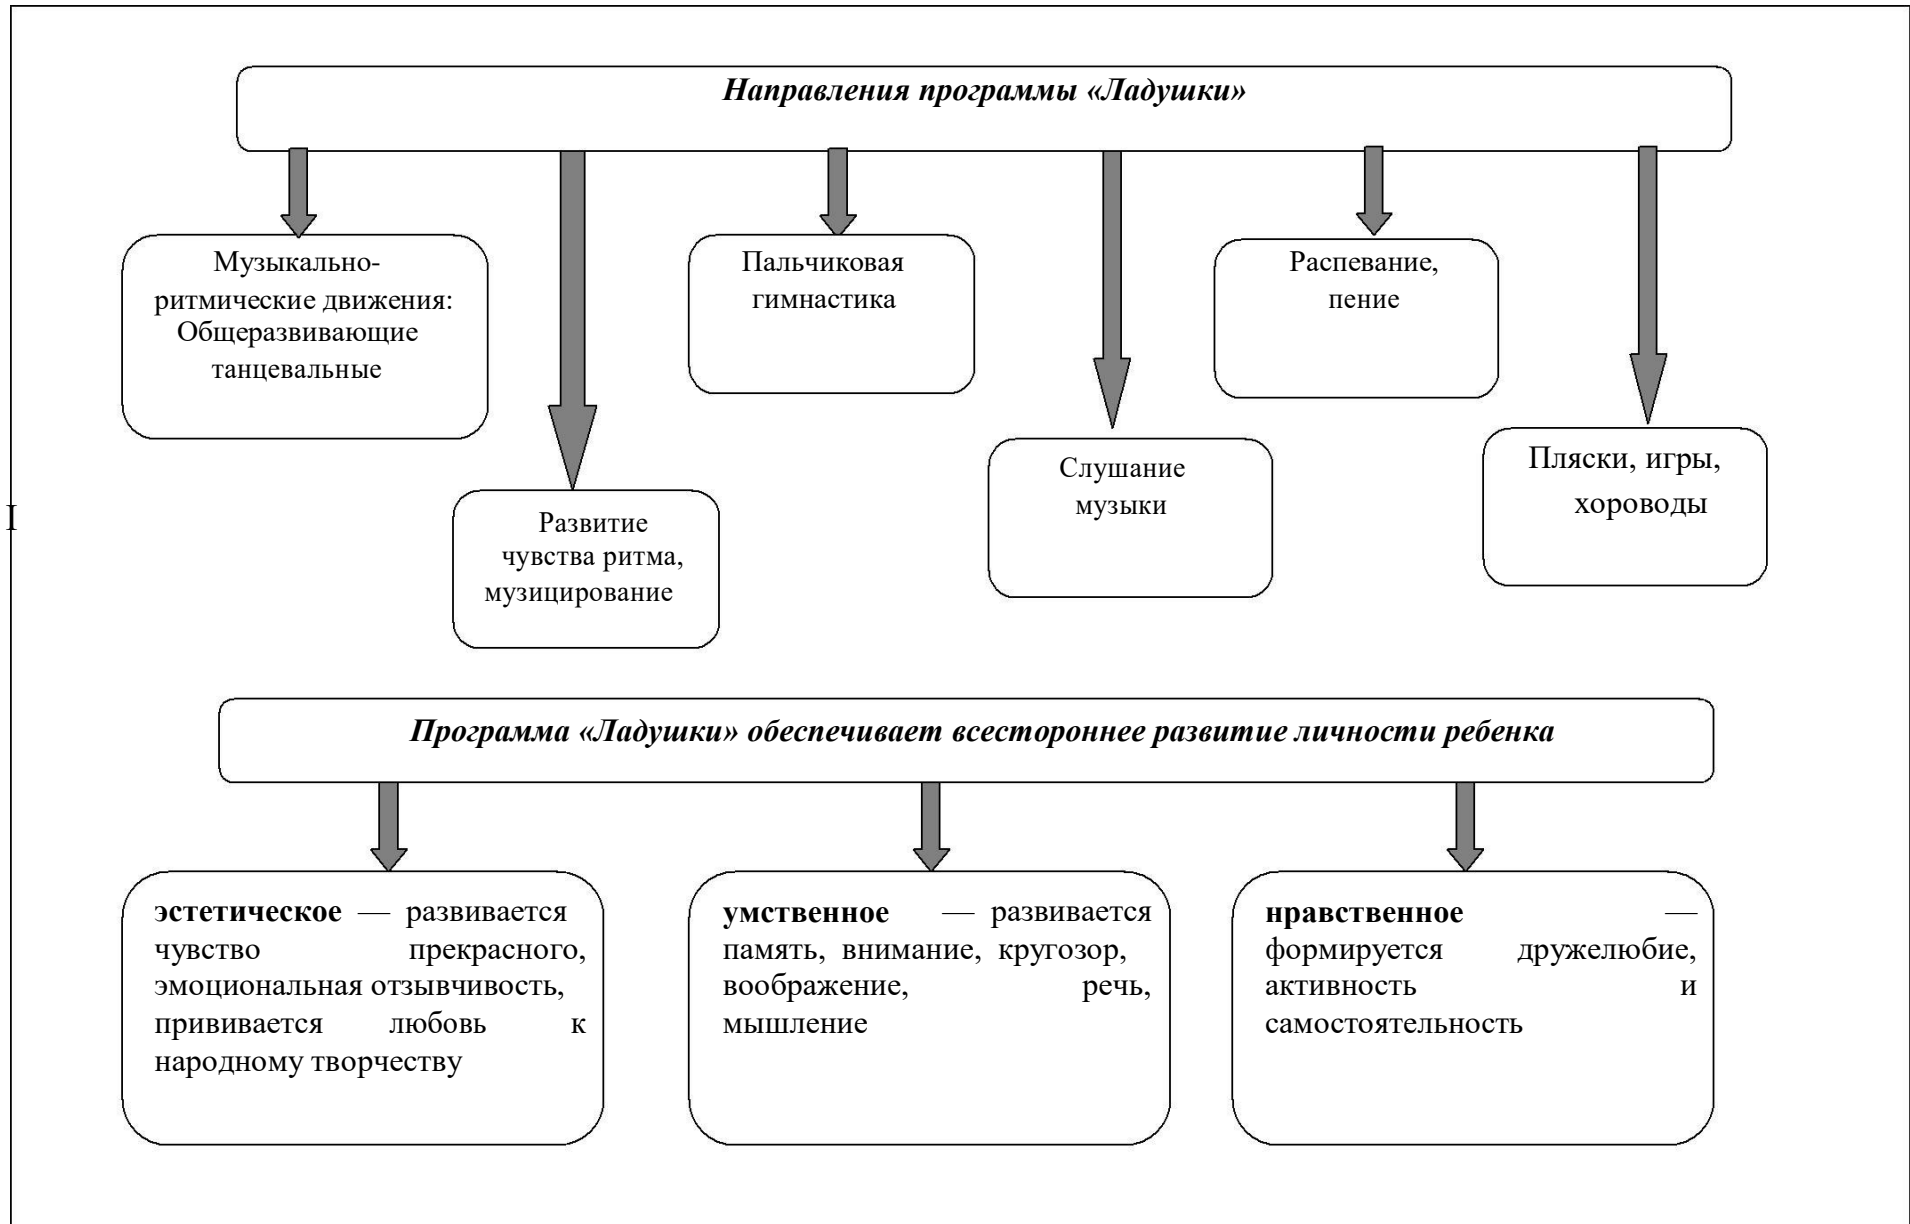 Направления программы «Ладушки»
Музыкально-
ритмические движения:
Общеразвивающие
танцевальные
Пальчиковая
гимнастика
Распевание,
пение
Развитие
чувства ритма,
музицирование
Слушание
музыки
Пляски, игры,
хороводы
I
Программа «Ладушки» обеспечивает всестороннее развитие личности ребенка
эстетическое — развивается
чувство прекрасного,
эмоциональная отзывчивость,
прививается любовь к
народному творчеству
умственное — развивается
память, внимание, кругозор,
воображение, речь,
мышление
нравственное —
формируется дружелюбие,
активность и
самостоятельность